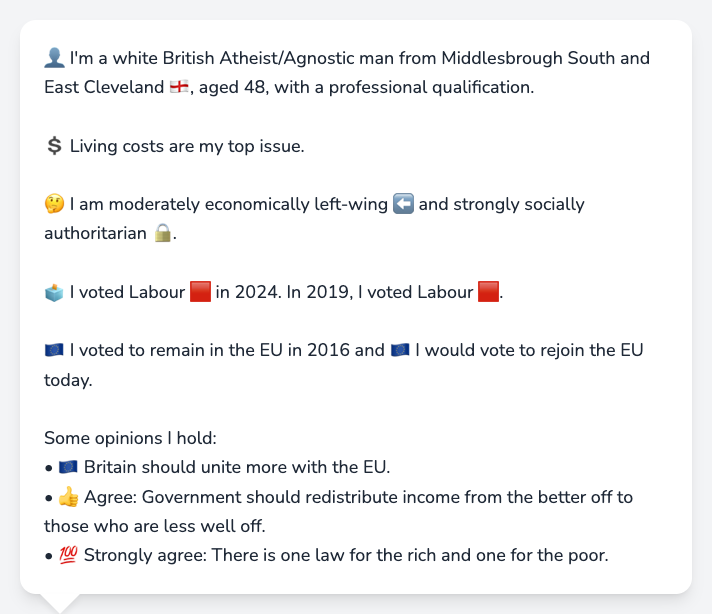 👤 I'm a white British Atheist/Agnostic man from Middlesbrough South and
East Cleveland 🏴󠁧󠁢󠁥󠁮󠁧󠁿, aged 48, with a professional qualification.
💲 Living costs are my top issue.
🤔 I am moderately economically left-wing ⬅️ and strongly socially
authoritarian 🔒.
🗳️ I voted Labour 🟥 in 2024. In 2019, I voted Labour 🟥.
🇪🇺 I voted to remain in the EU in 2016 and 🇪🇺 I would vote to rejoin the EU
today.
Some opinions I hold:
• 🇪🇺 Britain should unite more with the EU.
• 👍 Agree: Government should redistribute income from the better off to
those who are less well off.
• 💯 Strongly agree: There is one law for the rich and one for the poor.